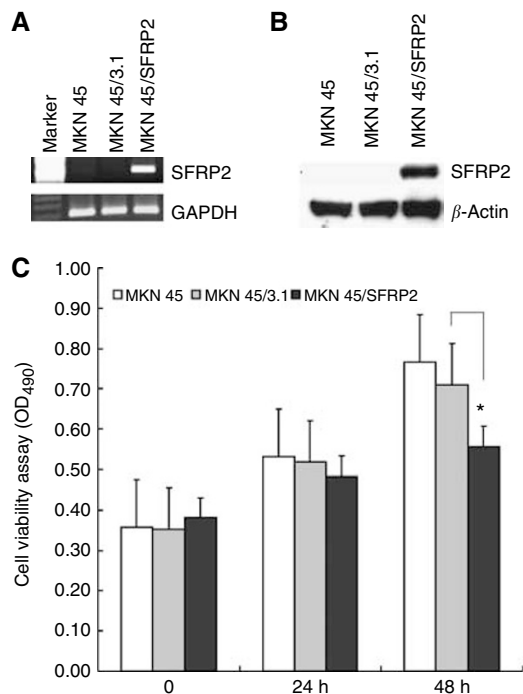 A
Marker
MKN 45
MKN 45/3.1
MKN 45/SFRP2
SFRP2
GAPDH
B
MKN 45
MKN 45/3.1
MKN 45/SFRP2
SFRP2
β-Actin
C
Cell viability assay (OD490)
1.00
0.90
0.80
0.70
0.60
0.50
0.40
0.30
0.20
0.10
0.00
MKN 45 MKN 45/3.1 MKN 45/SFRP2
*
0 24 h 48 h